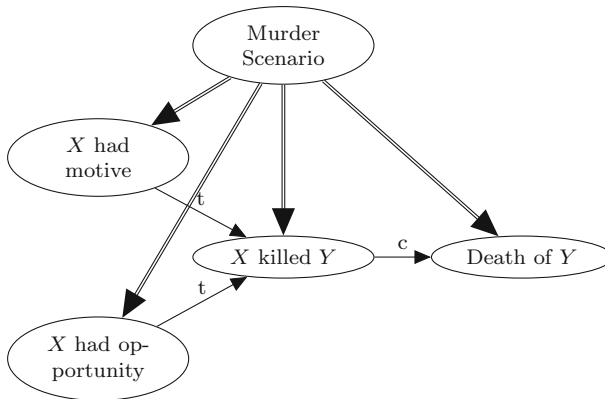 Murder
Scenario
X had
motive
t
X killed Y
c
Death of Y
t
X had op-
portunity